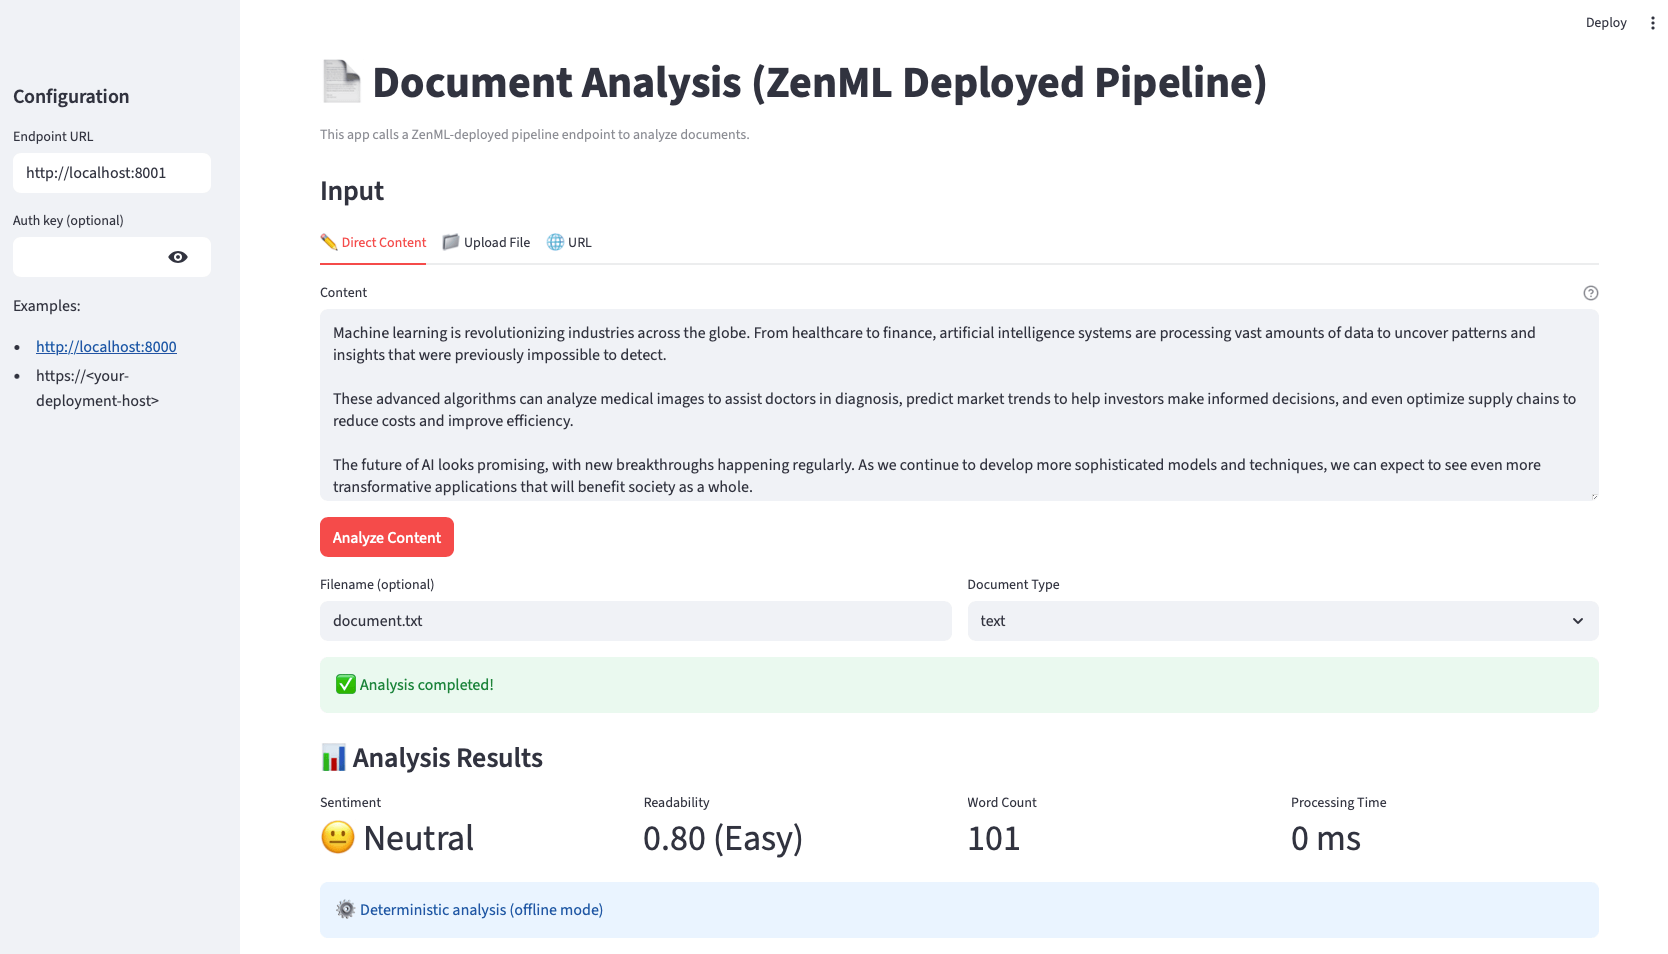 Deploy
Configuration
Endpoint URL
http://localhost:8001
Auth key (optional)
Examples:
http://localhost:8000
https://<your-
deployment-host>
Document Analysis (ZenML Deployed Pipeline)
This app calls a ZenML-deployed pipeline endpoint to analyze documents.
Input
Direct Content Upload File URL
Content
Machine learning is revolutionizing industries across the globe. From healthcare to finance, artificial intelligence systems are processing vast amounts of data to uncover patterns and
insights that were previously impossible to detect.
These advanced algorithms can analyze medical images to assist doctors in diagnosis, predict market trends to help investors make informed decisions, and even optimize supply chains to
reduce costs and improve efficiency.
The future of AI looks promising, with new breakthroughs happening regularly. As we continue to develop more sophisticated models and techniques, we can expect to see even more
transformative applications that will benefit society as a whole.
Analyze Content
Filename (optional)
document.txt
Document Type
text
Analysis completed!
Analysis Results
Sentiment
Neutral
Readability
0.80 (Easy)
Word Count
101
Processing Time
0 ms
Deterministic analysis (offline mode)